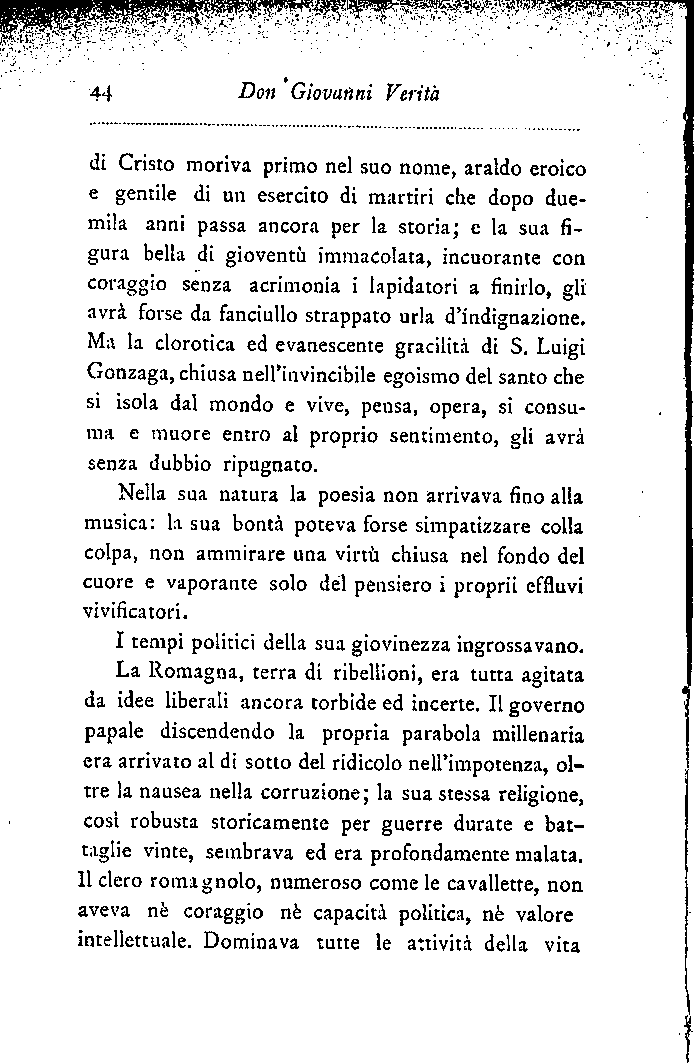 44 Don Giovanni Verità
di Cristo moriva primo nel suo nome, araldo eroico
e gentile di un esercito di martiri che dopo due-
mila anni passa ancora per la storia; e la sua fi-
gura bella di gioventù immacolata, incuorante con
coraggio senza acrimonia i lapidatori a finirlo, gli
avrà forse da fanciullo strappato urla d'indignazione.
Ma la clorotica ed evanescente gracilità di S. Luigi
Gonzaga, chiusa nell'invincibile egoismo del santo che
si isola dal mondo e vive, pensa, opera, si consu-
ma e muore entro al proprio sentimento, gli avrà
senza dubbio ripugnato.
Nella sua natura la poesia non arrivava fino alla
musica: la sua bontà poteva forse simpatizzare colla
colpa, non ammirare una virtù chiusa nel fondo del
cuore e vaporante solo del pensiero i proprii effluvi
vivificatori.
I tempi politici della sua giovinezza ingrossavano.
La Romagna, terra di ribellioni, era tutta agitata
da idee liberali ancora torbide ed incerte. Il governo
papale discendendo la propria parabola millenaria
era arrivato al di sotto del ridicolo nell'impotenza, ol-
tre la nausea nella corruzione; la sua stessa religione,
così robusta storicamente per guerre durate e bat-
taglie vinte, sembrava ed era profondamente malata.
Il clero romagnolo, numeroso come le cavallette, non
aveva nè coraggio nè capacità politica, nè valore
intellettuale. Dominava tutte le attività della vita